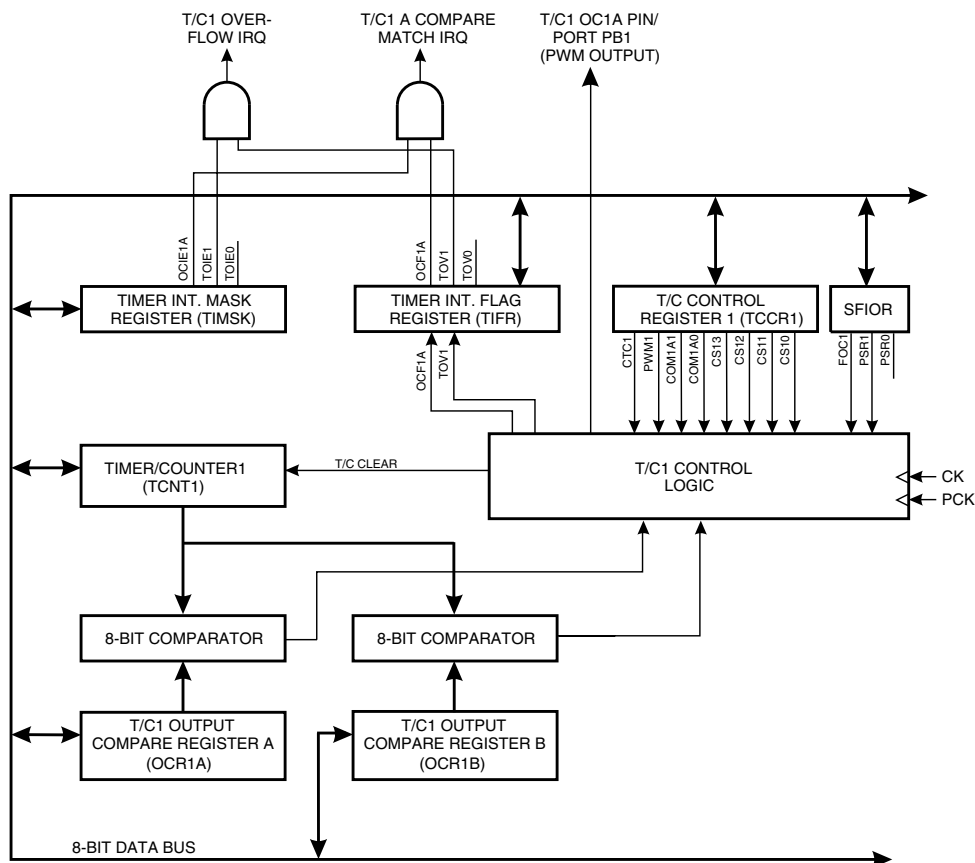 T/C1 OVER-
FLOW IRQ
T/C1 A COMPARE
MATCH IRQ
T/C1 OC1A PIN/
PORT PB1
(PWM OUTPUT)
OCIE1A
TOIE1
TOIE0
OCF1A
TOV1
TOV0
TIMER INT. MASK
REGISTER (TIMSK)
TIMER INT. FLAG
REGISTER (TIFR)
T/C CONTROL
REGISTER 1 (TCCR1)
SFIOR
OCF1A
TOV1
CTC1
PWM1
COM1A1
COM1A0
CS13
CS12
CS11
CS10
FOC1
PSR1
PSR0
TIMER/COUNTER1
(TCNT1)
T/C CLEAR
T/C1 CONTROL
LOGIC
CK
PCK
8-BIT COMPARATOR
8-BIT COMPARATOR
T/C1 OUTPUT
COMPARE REGISTER A
(OCR1A)
T/C1 OUTPUT
COMPARE REGISTER B
(OCR1B)
8-BIT DATA BUS